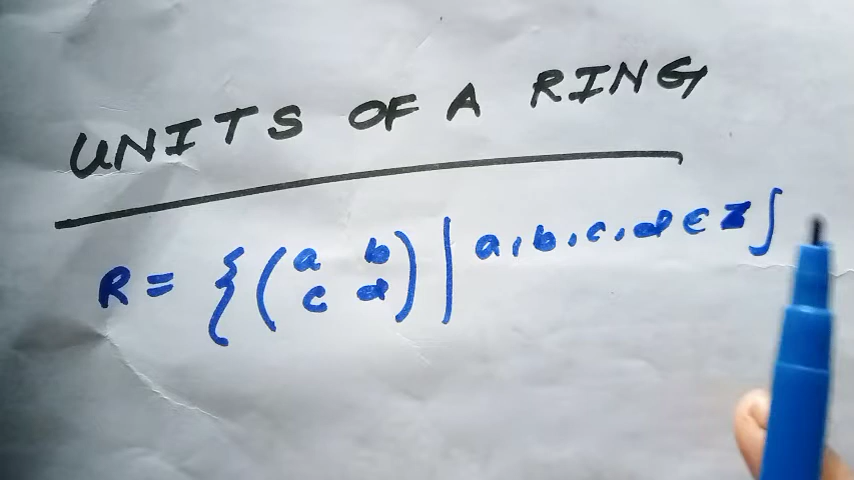 UNITS OF A RING
R = { ( a b ) | a, b, c, d ∈ Z }
c d